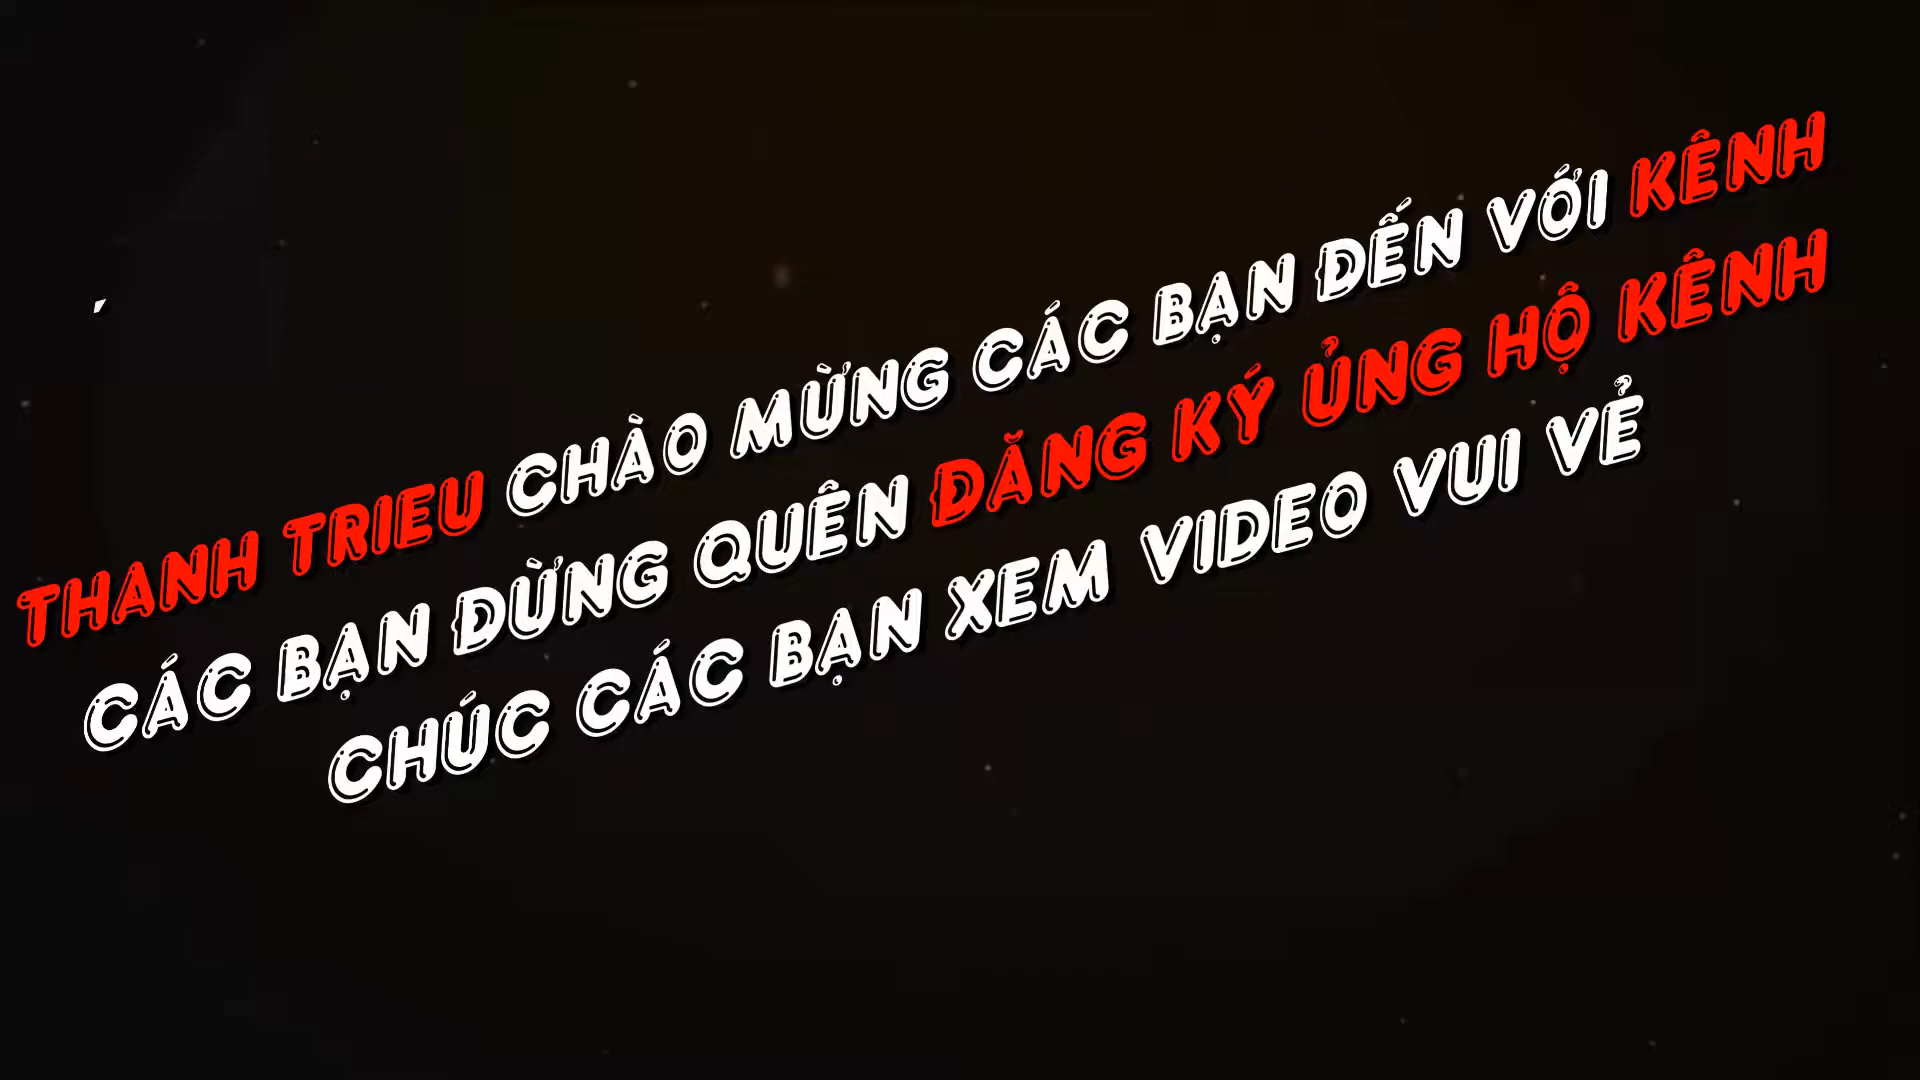 THANH TRIEU CHÀO MỪNG CÁC BẠN ĐẾN VỚI KÊNH
CÁC BẠN ĐỪNG QUÊN ĐĂNG KÝ ỦNG HỘ KÊNH
CHÚC CÁC BẠN XEM VIDEO VUI VẺ